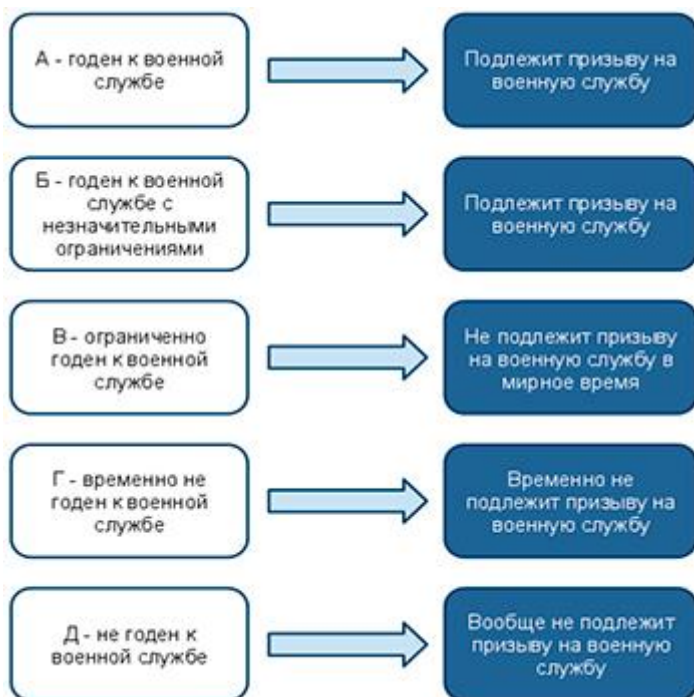 А - годен к военной
службе
Подлежит призыву на
военную службу
Б - годен к военной
службе с
незначительными
ограничениями
Подлежит призыву на
военную службу
В - ограниченно
годен к военной
службе
Не подлежит призыву
на военную службу в
мирное время
Г - временно не
годен к военной
службе
Временно не
подлежит призыву на
военную службу
Д - не годен к
военной службе
Вообще не подлежит
призыву на военную
службу